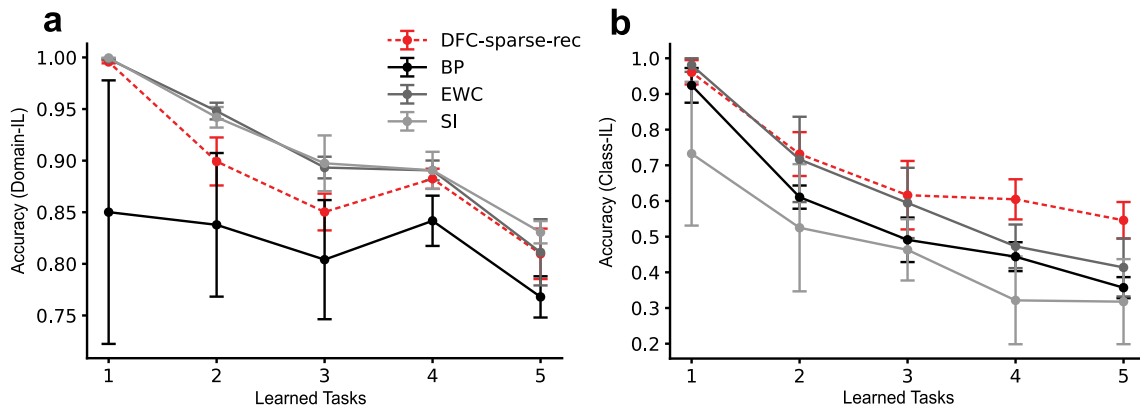 a
Accuracy (Domain-IL)
1.00
0.95
0.90
0.85
0.80
0.75
1 2 3 4 5
Learned Tasks
DFC-sparse-rec
BP
EWC
SI
b
Accuracy (Class-IL)
1.0
0.9
0.8
0.7
0.6
0.5
0.4
0.3
0.2
1 2 3 4 5
Learned Tasks